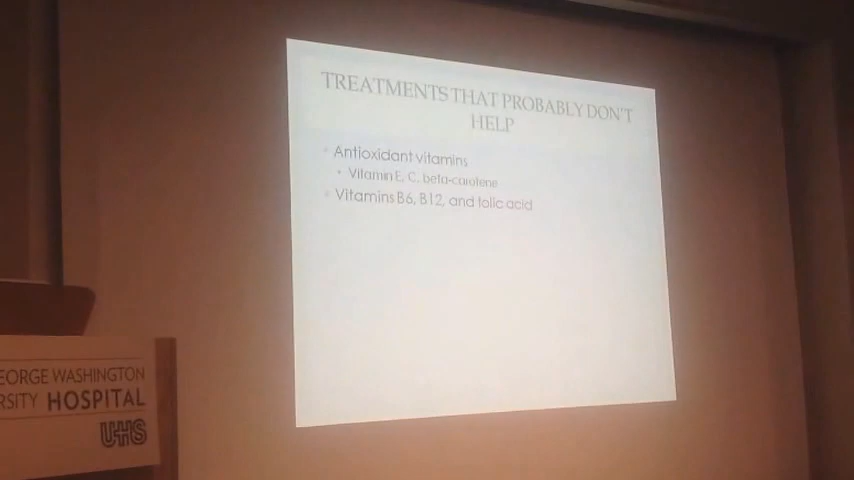 TREATMENTS THAT PROBABLY DON'T
HELP
• Antioxidant vitamins
• Vitamin E, C, beta-carotene
• Vitamins B6, B12, and folic acid
EORGE WASHINGTON
RSITY HOSPITAL
UHS